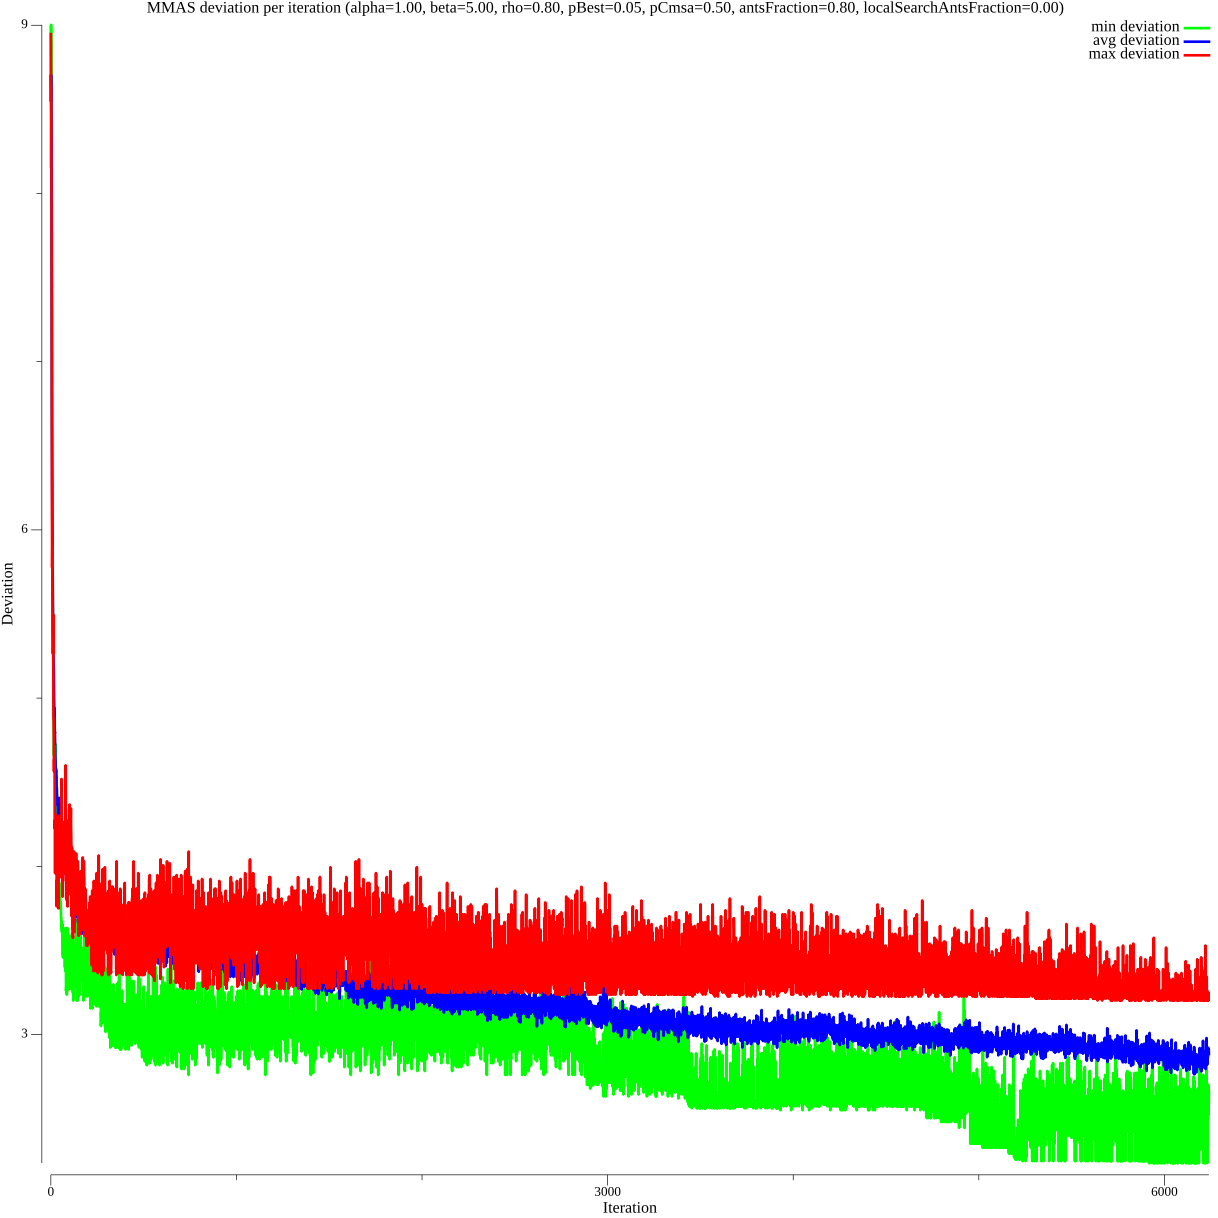 MMAS deviation per iteration (alpha=1.00, beta=5.00, rho=0.80, pBest=0.05, pCmsa=0.50, antsFraction=0.80, localSearchAntsFraction=0.00)
min deviation
avg deviation
max deviation
9
6
3
Deviation
0
3000
6000
Iteration